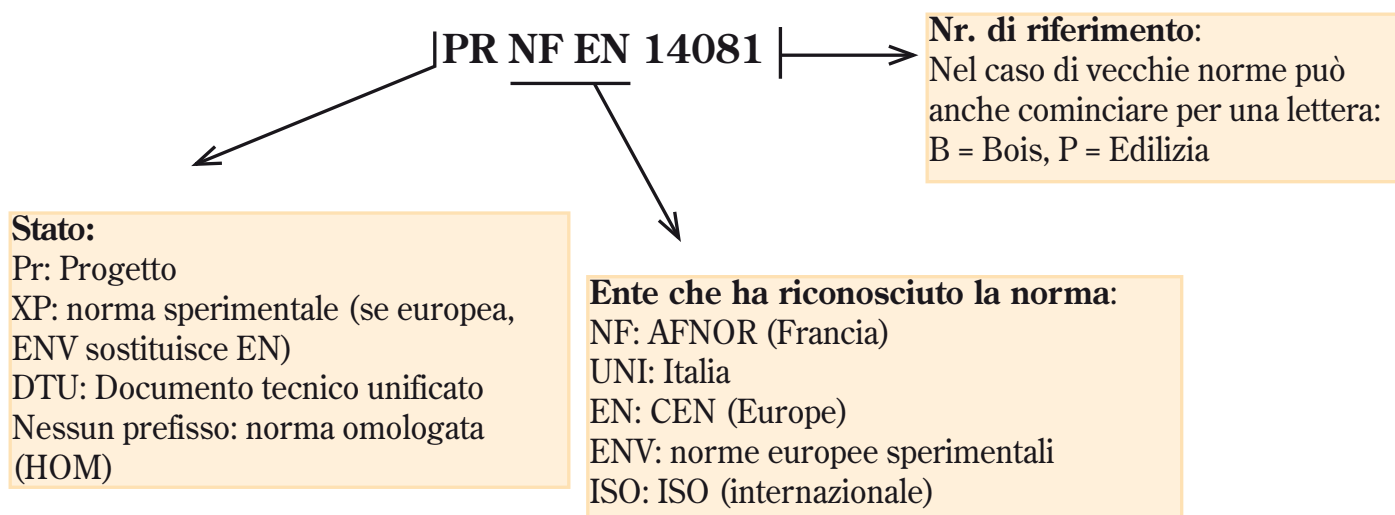 PR NF EN 14081
Nr. di riferimento:
Nel caso di vecchie norme può
anche cominciare per una lettera:
B = Bois, P = Edilizia
Stato:
Pr: Progetto
XP: norma sperimentale (se europea,
ENV sostituisce EN)
DTU: Documento tecnico unificato
Nessun prefisso: norma omologata
(HOM)
Ente che ha riconosciuto la norma:
NF: AFNOR (Francia)
UNI: Italia
EN: CEN (Europe)
ENV: norme europee sperimentali
ISO: ISO (internazionale)